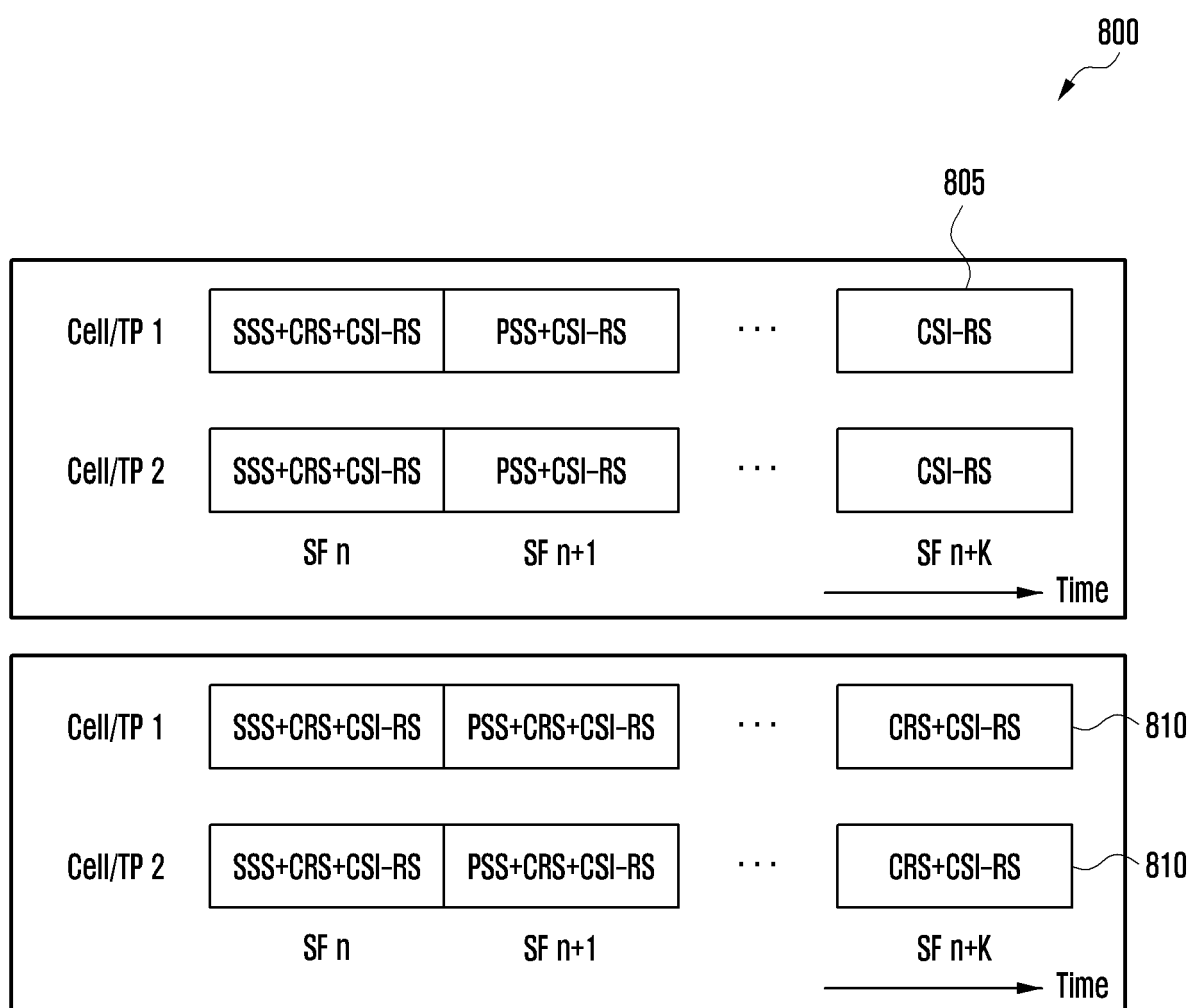 800
805
Cell/TP 1 SSS+CRS+CSI-RS PSS+CSI-RS ... CSI-RS
Cell/TP 2 SSS+CRS+CSI-RS PSS+CSI-RS ... CSI-RS
SF n SF n+1 SF n+K
Time
Cell/TP 1 SSS+CRS+CSI-RS PSS+CRS+CSI-RS ... CRS+CSI-RS 810
Cell/TP 2 SSS+CRS+CSI-RS PSS+CRS+CSI-RS ... CRS+CSI-RS 810
SF n SF n+1 SF n+K
Time